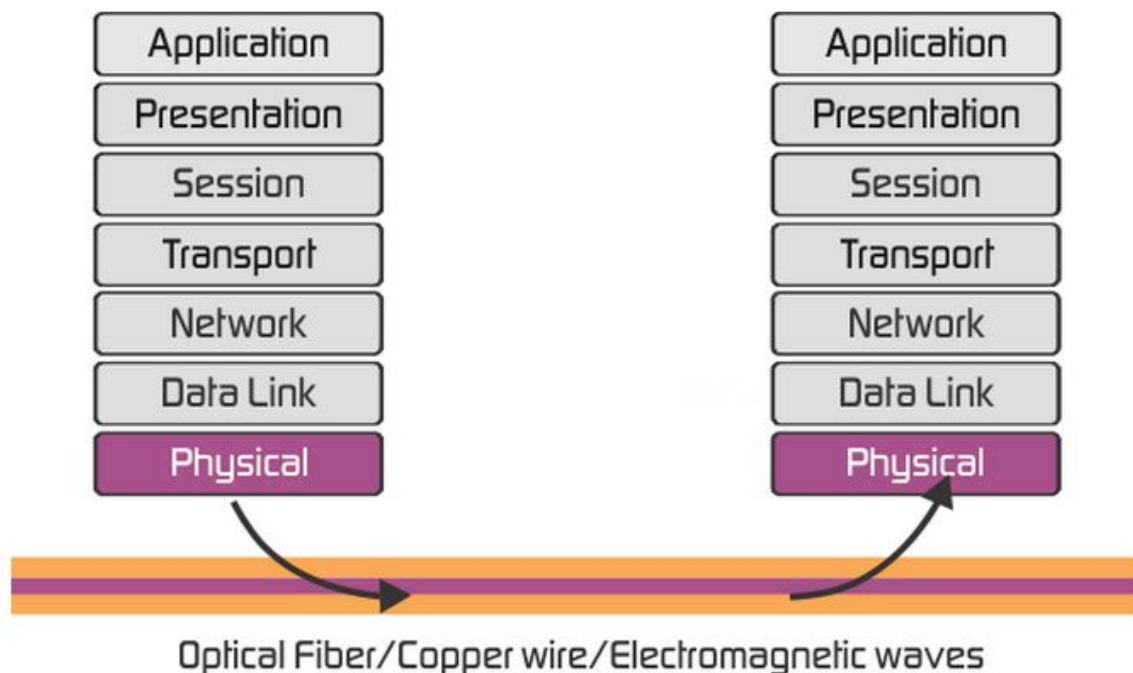 Application
Presentation
Session
Transport
Network
Data Link
Physical
Application
Presentation
Session
Transport
Network
Data Link
Physical
Optical Fiber/Copper wire/Electromagnetic waves